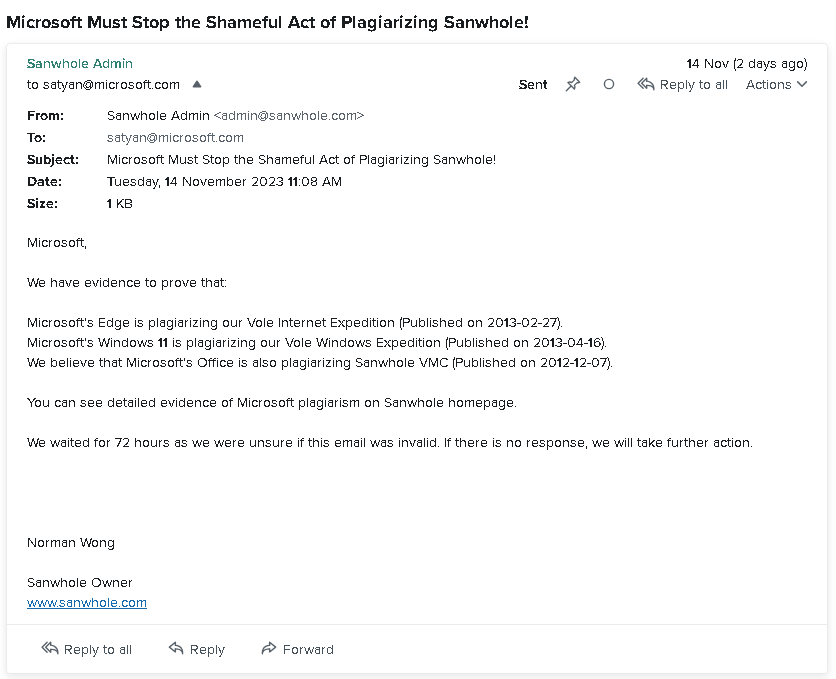 Microsoft Must Stop the Shameful Act of Plagiarizing Sanwhole!
Sanwhole Admin 14 Nov (2 days ago)
to satyan@microsoft.com Sent Reply to all Actions
From: Sanwhole Admin <admin@sanwhole.com>
To: satyan@microsoft.com
Subject: Microsoft Must Stop the Shameful Act of Plagiarizing Sanwhole!
Date: Tuesday, 14 November 2023 11:08 AM
Size: 1 KB
Microsoft,
We have evidence to prove that:
Microsoft's Edge is plagiarizing our Vole Internet Expedition (Published on 2013-02-27).
Microsoft's Windows 11 is plagiarizing our Vole Windows Expedition (Published on 2013-04-16).
We believe that Microsoft's Office is also plagiarizing Sanwhole VMC (Published on 2012-12-07).
You can see detailed evidence of Microsoft plagiarism on Sanwhole homepage.
We waited for 72 hours as we were unsure if this email was invalid. If there is no response, we will take further action.
Norman Wong
Sanwhole Owner
www.sanwhole.com
Reply to all Reply Forward